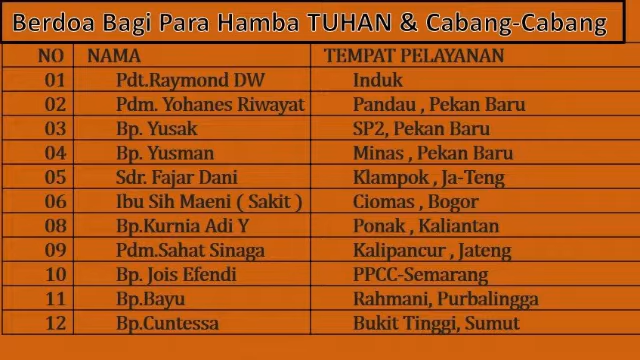 Berdoa Bagi Para Hamba TUHAN & Cabang-Cabang
NO NAMA TEMPAT PELAYANAN
01 Pdt.Raymond DW Induk
02 Pdm. Yohanes Riwayat Pandau , Pekan Baru
03 Bp. Yusak SP2, Pekan Baru
04 Bp. Yusman Minas , Pekan Baru
05 Sdr. Fajar Dani Klampok , Ja-Teng
06 Ibu Sih Maeni ( Sakit ) Ciomas , Bogor
08 Bp.Kurnia Adi Y Ponak , Kaliantan
09 Pdm.Sahat Sinaga Kalipancur , Jateng
10 Bp. Jois Efendi PPCC-Semarang
11 Bp.Bayu Rahmani, Purbalingga
12 Bp.Cuntessa Bukit Tinggi, Sumut